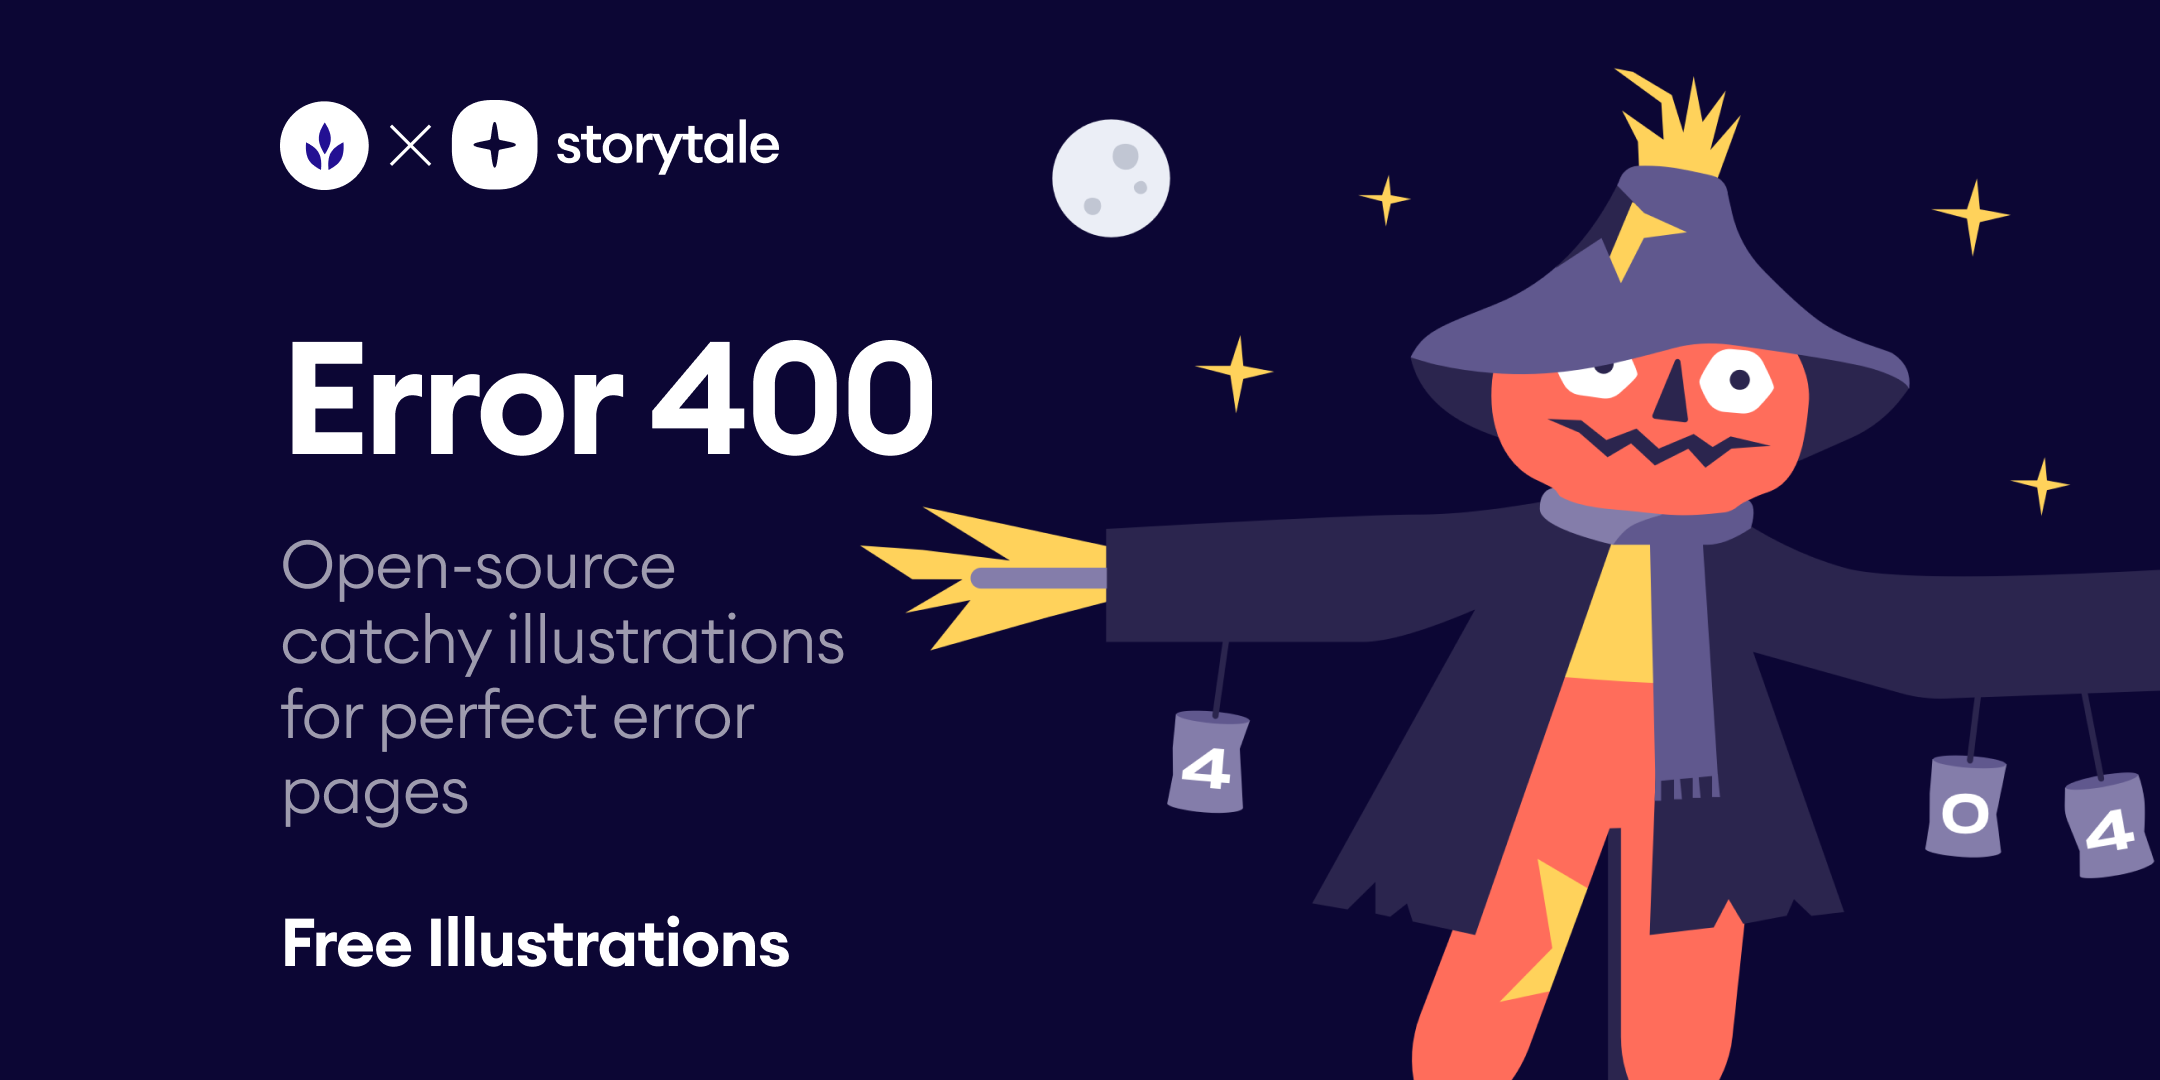 storytale
Error 400
Open-source
catchy illustrations
for perfect error
pages
Free Illustrations
4
0
4